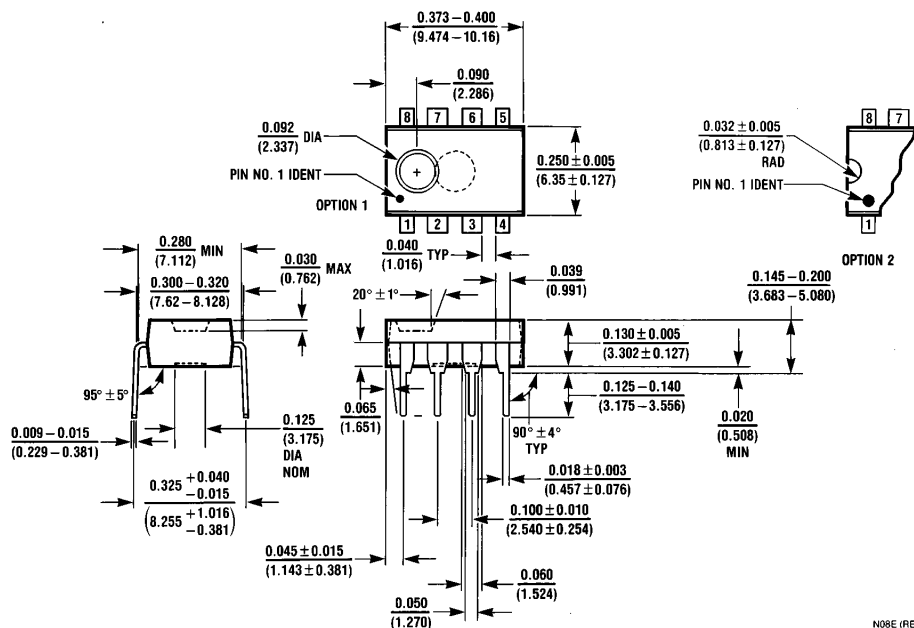 0.373 – 0.400
(9.474 – 10.16)
0.090
(2.286)
8 7 6 5
0.092 DIA
(2.337)
+
PIN NO. 1 IDENT
OPTION 1
0.250 ± 0.005
(6.35 ± 0.127)
1 2 3 4
8 7
0.032 ± 0.005
(0.813 ± 0.127)
RAD
PIN NO. 1 IDENT
1
OPTION 2
0.280 MIN
(7.112)
0.300 – 0.320
(7.62 – 8.128)
0.030 MAX
(0.762)
0.040 TYP
(1.016)
20° ± 1°
0.039
(0.991)
0.145 – 0.200
(3.683 – 5.080)
0.130 ± 0.005
(3.302 ± 0.127)
0.125 – 0.140
(3.175 – 3.556)
0.020
(0.508)
MIN
95° ± 5°
0.009 – 0.015
(0.229 – 0.381)
0.125
(3.175)
DIA
NOM
0.065
(1.651)
90° ± 4°
TYP
0.018 ± 0.003
(0.457 ± 0.076)
0.325 +0.040
−0.015
(8.255 +1.016
−0.381)
0.100 ± 0.010
(2.540 ± 0.254)
0.045 ± 0.015
(1.143 ± 0.381)
0.060
(1.524)
0.050
(1.270)
N08E (RE